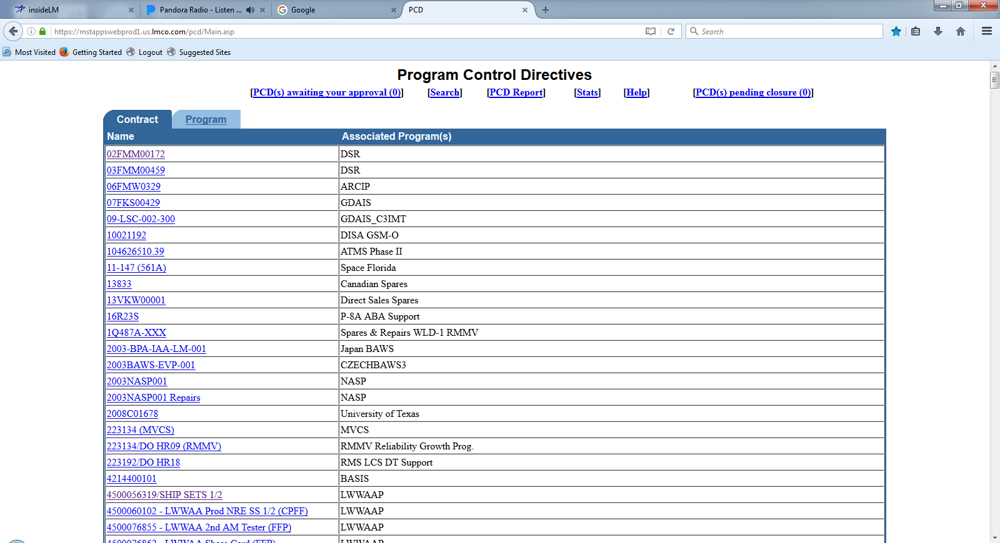 insideLM
Pandora Radio - Listen ...
Google
PCD
https://mstappswebprod1.us.lmco.com/pcd/Main.asp
Search
Most Visited Getting Started Logout Suggested Sites
Program Control Directives
[PCD(s) awaiting your approval (0)] [Search] [PCD Report] [Stats] [Help] [PCD(s) pending closure (0)]
Contract Program
Name Associated Program(s)
02FMM00172 DSR
03FMM00459 DSR
06FMW0329 ARCIP
07FKS00429 GDAIS
09-LSC-002-300 GDAIS_C3IMT
10021192 DISA GSM-O
104626510.39 ATMS Phase II
11-147 (561A) Space Florida
13833 Canadian Spares
13VKW00001 Direct Sales Spares
16R23S P-8A ABA Support
1Q487A-XXX Spares & Repairs WLD-1 RMMV
2003-BPA-IAA-LM-001 Japan BAWS
2003BAWS-EVP-001 CZECHBAWS3
2003NASP001 NASP
2003NASP001 Repairs NASP
2008C01678 University of Texas
223134 (MVCS) MVCS
223134/DO HR09 (RMMV) RMMV Reliability Growth Prog.
223192/DO HR18 RMS LCS DT Support
4214400101 BASIS
4500056319/SHIP SETS 1/2 LWWAAP
4500060102 - LWWAA Prod NRE SS 1/2 (CPFF) LWWAAP
4500076855 - LWWAA 2nd AM Tester (FFP) LWWAAP
4500076862 - LWWAA Shore Card (FFP) LWWAAP